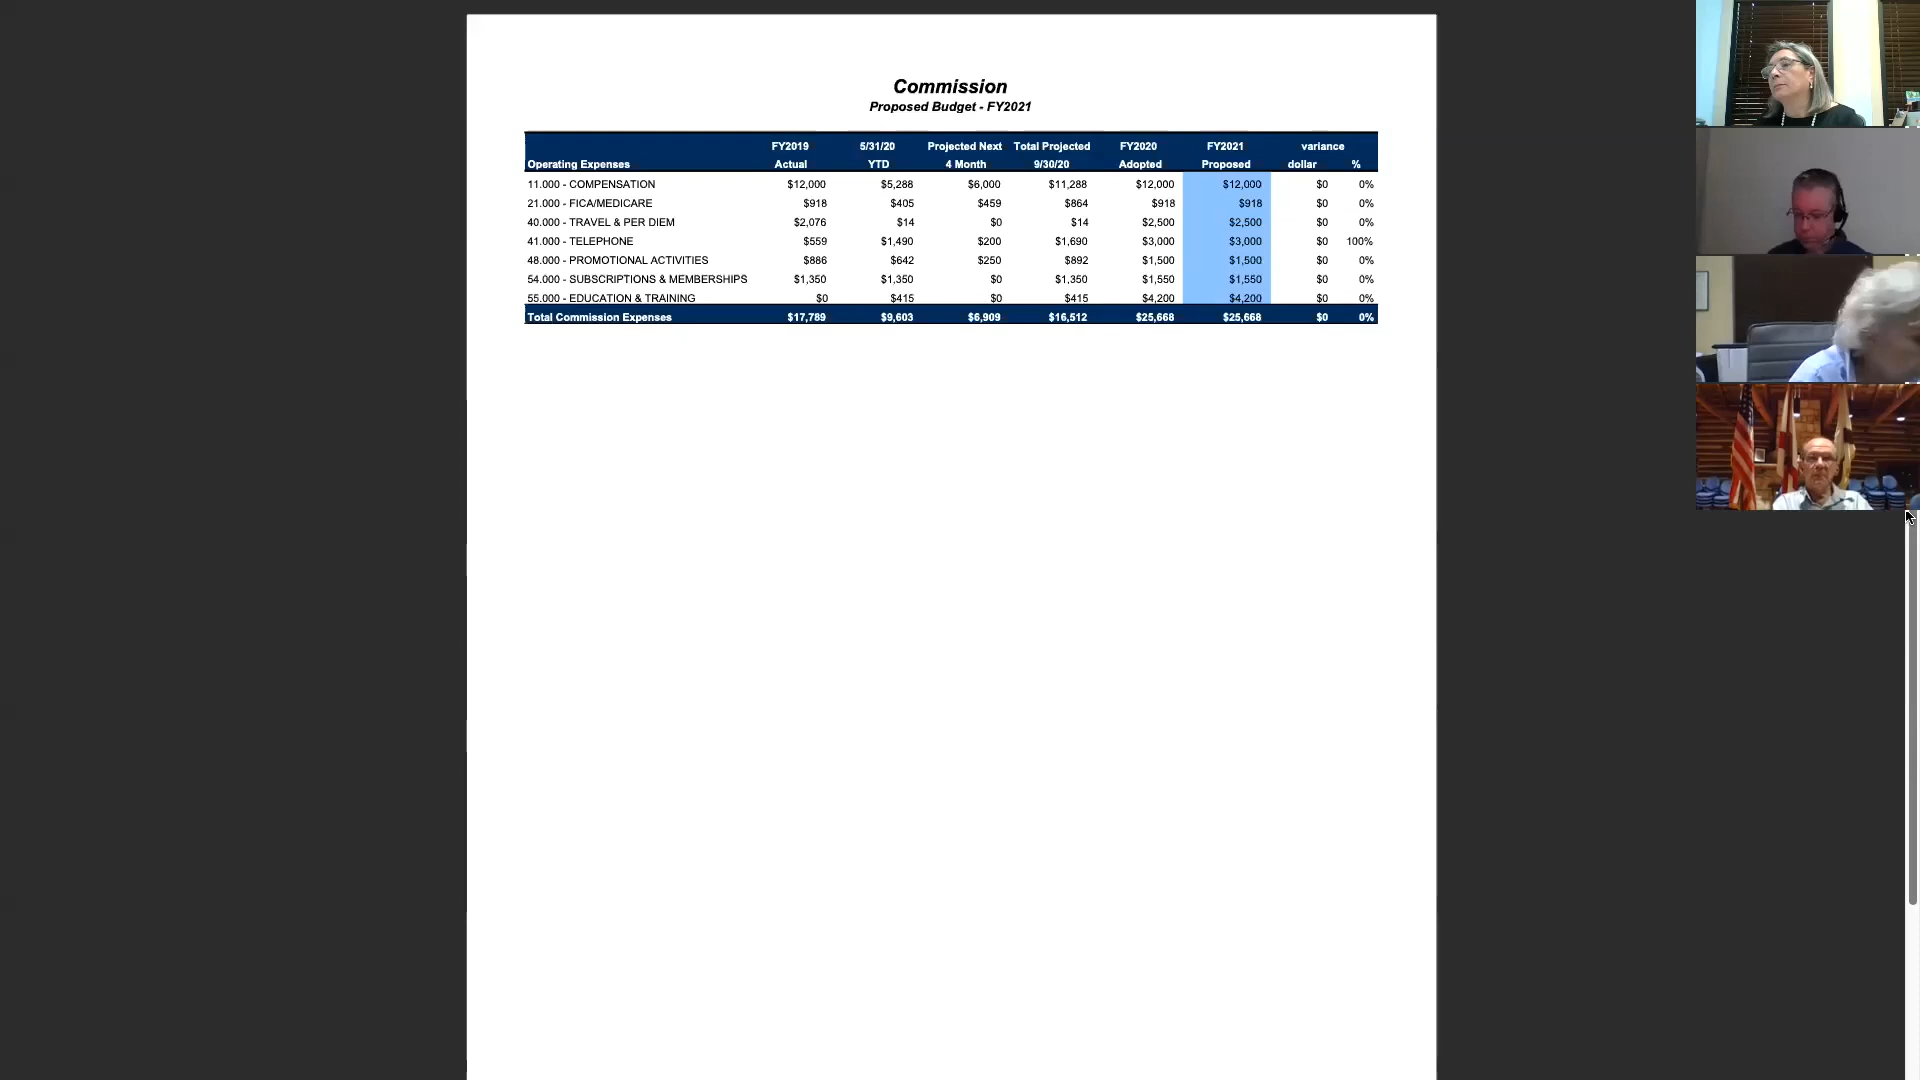 Commission
Proposed Budget - FY2021
FY2019 5/31/20 Projected Next Total Projected FY2020 FY2021 variance
Operating Expenses Actual YTD 4 Month 9/30/20 Adopted Proposed dollar %
11.000 - COMPENSATION $12,000 $5,288 $6,000 $11,288 $12,000 $12,000 $0 0%
21.000 - FICA/MEDICARE $918 $405 $459 $864 $918 $918 $0 0%
40.000 - TRAVEL & PER DIEM $2,076 $14 $0 $14 $2,500 $2,500 $0 0%
41.000 - TELEPHONE $559 $1,490 $200 $1,690 $3,000 $3,000 $0 100%
48.000 - PROMOTIONAL ACTIVITIES $886 $642 $250 $892 $1,500 $1,500 $0 0%
54.000 - SUBSCRIPTIONS & MEMBERSHIPS $1,350 $1,350 $0 $1,350 $1,550 $1,550 $0 0%
55.000 - EDUCATION & TRAINING $0 $415 $0 $415 $4,200 $4,200 $0 0%
Total Commission Expenses $17,789 $9,603 $6,909 $16,512 $25,668 $25,668 $0 0%